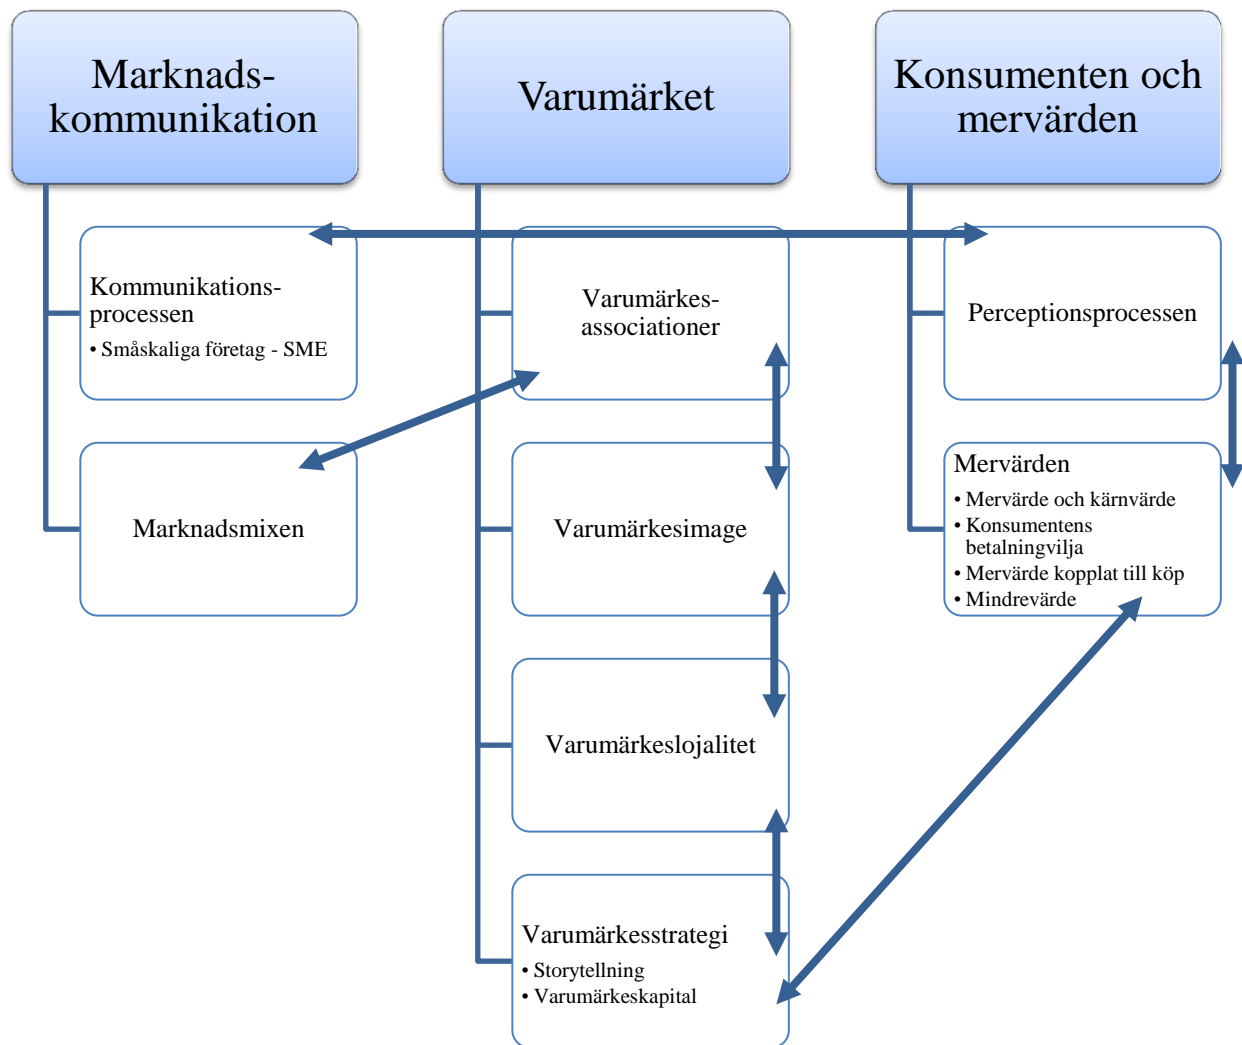 Marknads-
kommunikation
Varumärket
Konsumenten och
mervärden
Kommunikations-
processen
• Småskaliga företag - SME
Marknadsmixen
Varumärkes-
associationer
Varumärkesimage
Varumärkeslojalitet
Varumärkesstrategi
• Storytellning
• Varumärkeskapital
Perceptionsprocessen
Mervärden
• Mervärde och kärnvärde
• Konsumentens
betalningvilja
• Mervärde kopplat till köp
• Mindrevärde